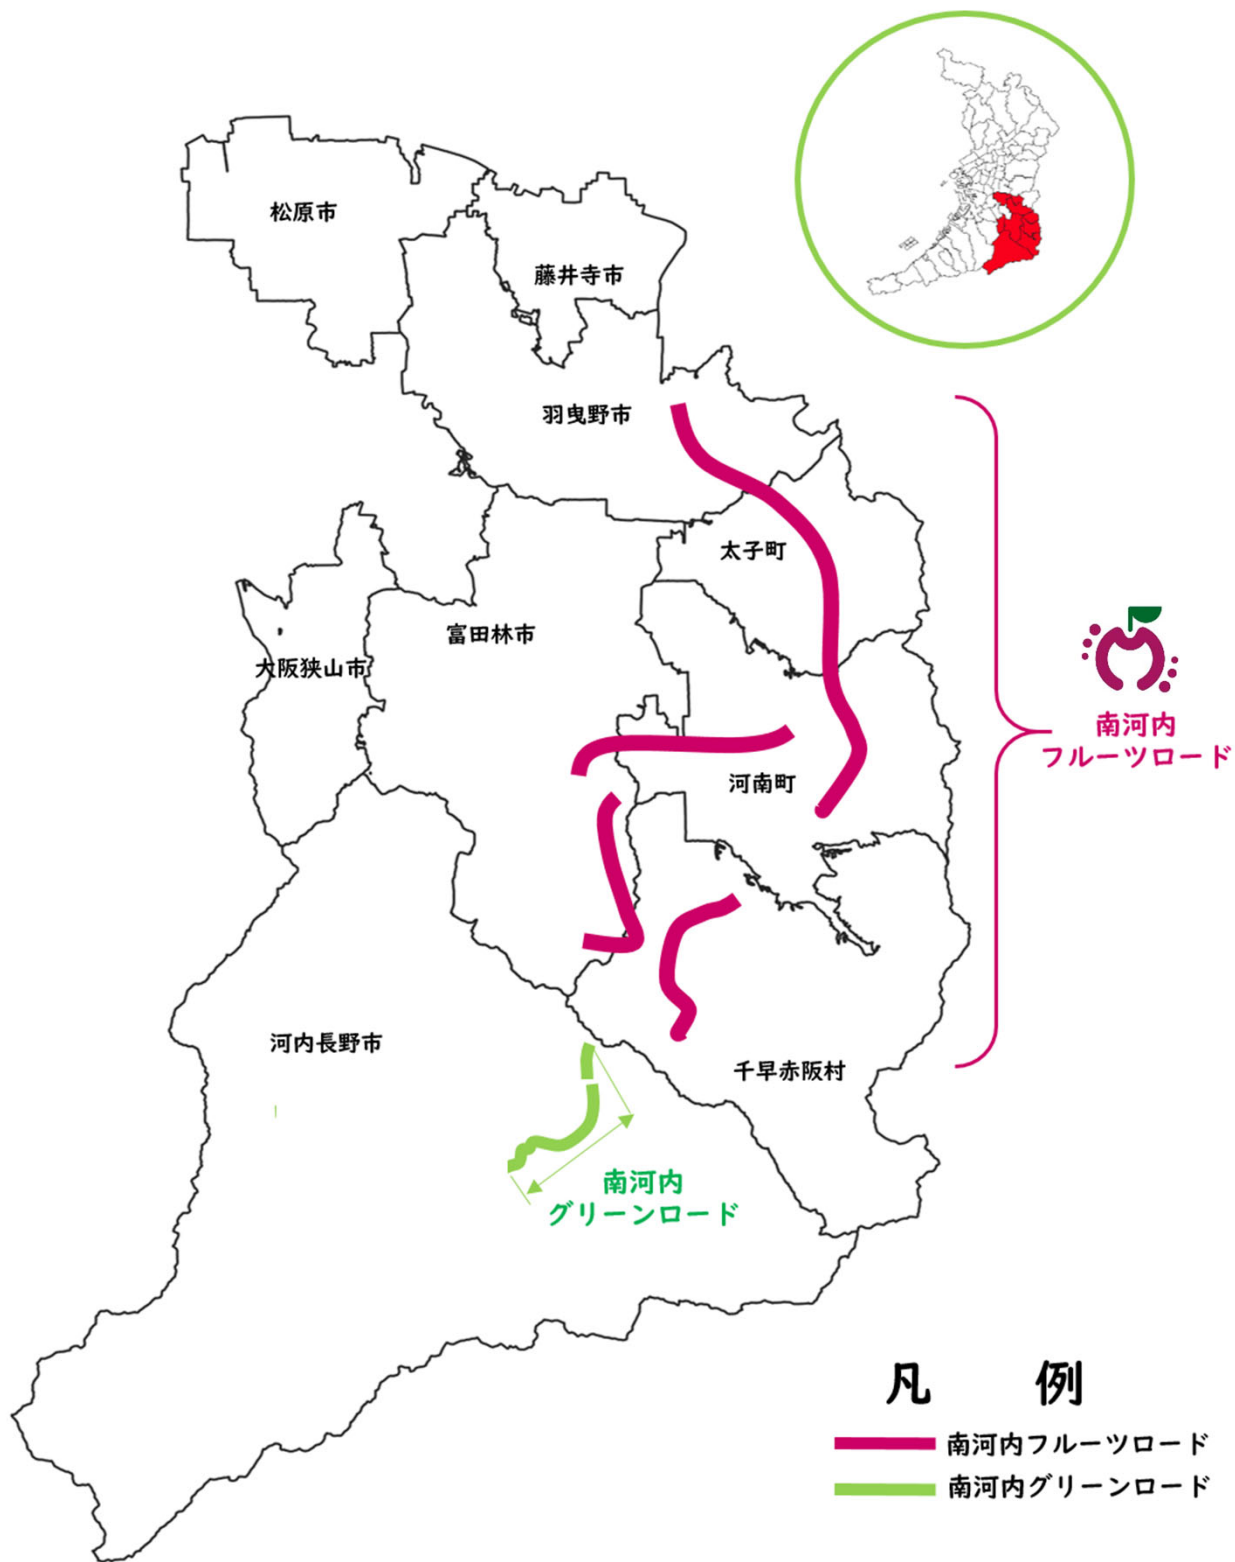 松原市
藤井寺市
羽曳野市
太子町
富田林市
大阪狭山市
南河内
フルーツロード
河南町
河内長野市
千早赤阪村
南河内
グリーンロード
凡 例
南河内フルーツロード
南河内グリーンロード